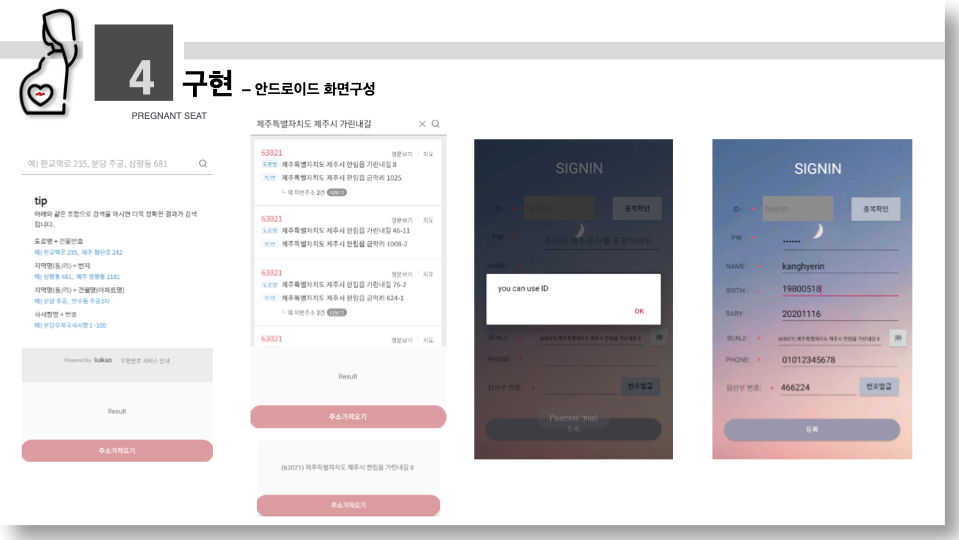 4 구현 – 안드로이드 화면구성
PREGNANT SEAT
예) 판교역로 235, 분당 주공, 삼평동 681
tip
아래와 같은 조합으로 검색을 하시면 더욱 정확한 결과가 검색
됩니다.
도로명 + 건물번호
예) 판교역로 235, 제주 첨단로 242
지역명(동/리) + 번지
예) 삼평동 681, 제주 영평동 2181
지역명(동/리) + 건물명(아파트명)
예) 분당 주공, 연수동 주공3차
사서함명 + 번호
예) 분당우체국사서함 1~100
Powered by kakao 우편번호 서비스 안내
Result
주소가져오기
제주특별자치도 제주시 가린내길
63021 영문보기 지도
도로명 제주특별자치도 제주시 한림읍 가린내길 8
지번 제주특별자치도 제주시 한림읍 금악리 1025
ㄴ 외 지번주소 2건 더보기
63021 영문보기 지도
도로명 제주특별자치도 제주시 한림읍 가린내길 46-11
지번 제주특별자치도 제주시 한림읍 금악리 1008-2
63021 영문보기 지도
도로명 제주특별자치도 제주시 한림읍 가린내길 76-2
지번 제주특별자치도 제주시 한림읍 금악리 624-1
ㄴ 외 지번주소 2건 더보기
63021 영문보기 지도
Result
주소가져오기
(63021) 제주특별자치도 제주시 한림읍 가린내길 8
주소가져오기
SIGNIN
ID : * hyerin 중복확인
PW : * 숫자와 특수문자를 포함하세요
NAME :
you can use ID
OK
BUNJI : * (63021) 제주특별자치도 제주시 한림읍 가린내길 8
PHONE: *
임산부 번호: * 번호발급
{"success":true}
등록
SIGNIN
ID : * hyerin 중복확인
PW : * ••••••
NAME : * kanghyerin
BIRTH : * 19800518
BABY: 20201116
BUNJI : * (63021) 제주특별자치도 제주시 한림읍 가린내길 8
PHONE: * 01012345678
임산부 번호: * 466224 번호발급
등록